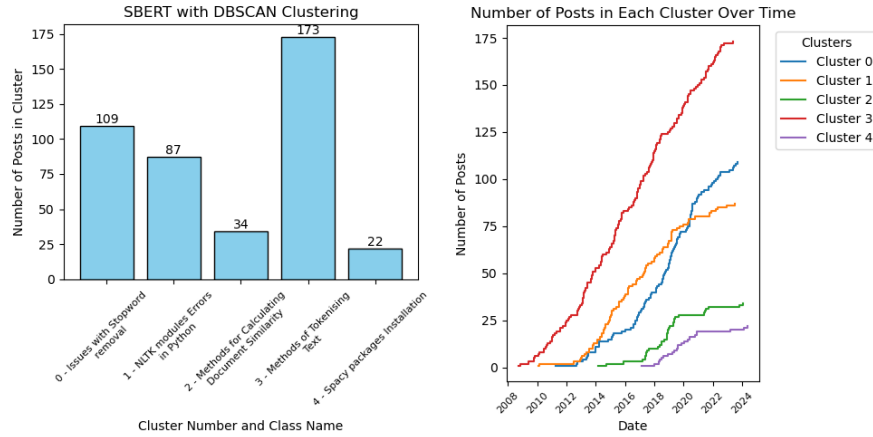 SBERT with DBSCAN Clustering
Number of Posts in Cluster
175
150
125
100
75
50
25
0
109
87
34
173
22
0 - Issues with Stopword
removal
1 - NLTK modules Errors
in Python
2 - Methods for Calculating
Document Similarity
3 - Methods of Tokenising
Text
4 - Spacy packages Installation
Cluster Number and Class Name
Number of Posts in Each Cluster Over Time
Number of Posts
175
150
125
100
75
50
25
0
2008
2010
2012
2014
2016
2018
2020
2022
2024
Date
Clusters
Cluster 0
Cluster 1
Cluster 2
Cluster 3
Cluster 4